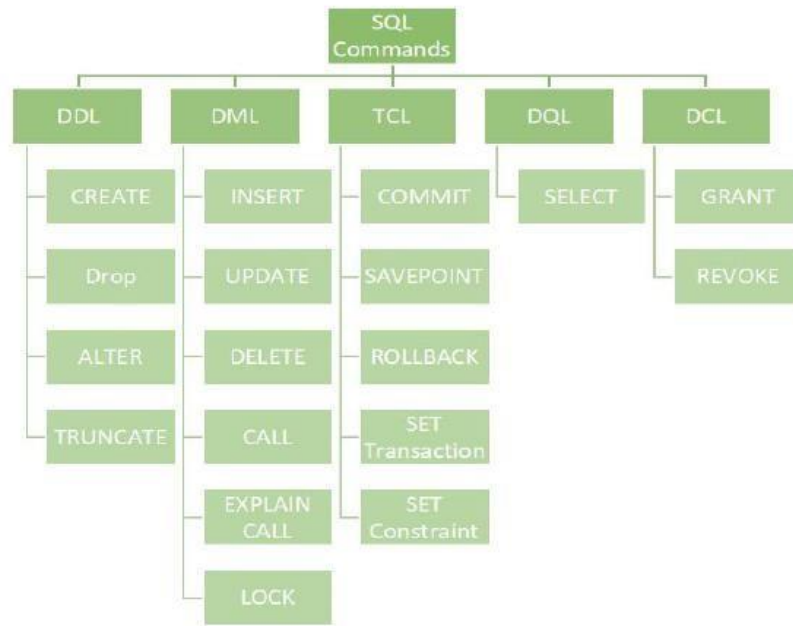 SQL
Commands
DDL
DML
TCL
DQL
DCL
CREATE
INSERT
COMMIT
SELECT
GRANT
Drop
UPDATE
SAVEPOINT
REVOKE
ALTER
DELETE
ROLLBACK
TRUNCATE
CALL
SET
Transaction
EXPLAIN
CALL
SET
Constraint
LOCK